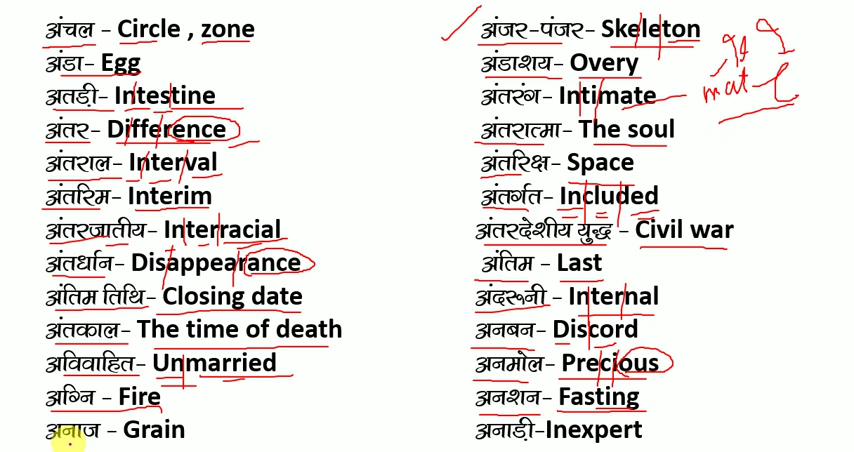 अंचल - Circle , zone
अंडा- Egg
अतड़ी- Intestine
अंतर- Difference
अंतराल- Interval
अंतरिम- Interim
अंतरजातीय- Interracial
अंतर्धान- Disappearance
अंतिम तिथि- Closing date
अंतकाल- The time of death
अविवाहित- Unmarried
अग्नि - Fire
अनाज - Grain
अंजर-पंजर- Skeleton
अंडाशय- Overy
अंतरंग- Intimate
अंतरात्मा- The soul
अंतरिक्ष- Space
अंतर्गत- Included
अंतरदेशीय युद्ध - Civil war
अंतिम - Last
अंदरूनी- Internal
अनबन- Discord
अनमोल- Precious
अनशन- Fasting
अनाड़ी-Inexpert
mat